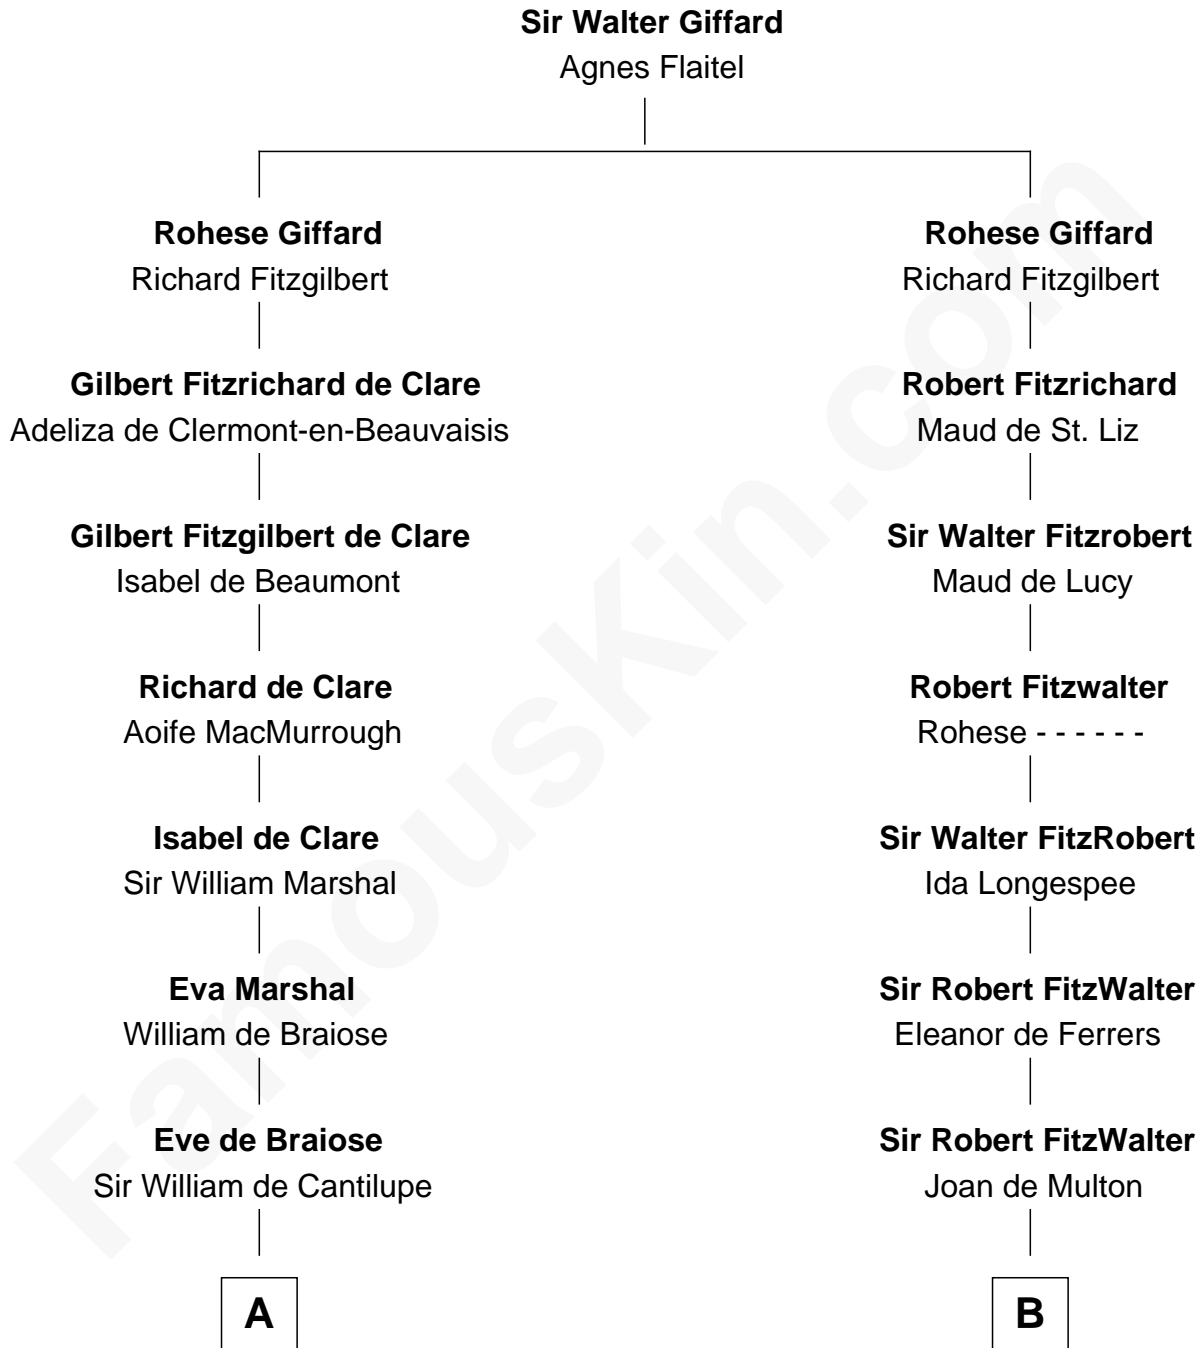 Sir Walter Giffard
Agnes Flaitel
Rohese Giffard
Richard Fitzgilbert
Gilbert Fitzrichard de Clare
Adeliza de Clermont-en-Beauvaisis
Gilbert Fitzgilbert de Clare
Isabel de Beaumont
Richard de Clare
Aoife MacMurrough
Isabel de Clare
Sir William Marshal
Eva Marshal
William de Braiose
Eve de Braiose
Sir William de Cantilupe
A
Rohese Giffard
Richard Fitzgilbert
Robert Fitzrichard
Maud de St. Liz
Sir Walter Fitzrobert
Maud de Lucy
Robert Fitzwalter
Rohese - - - - - -
Sir Walter FitzRobert
Ida Longespee
Sir Robert FitzWalter
Eleanor de Ferrers
Sir Robert FitzWalter
Joan de Multon
B
FamousKin.com